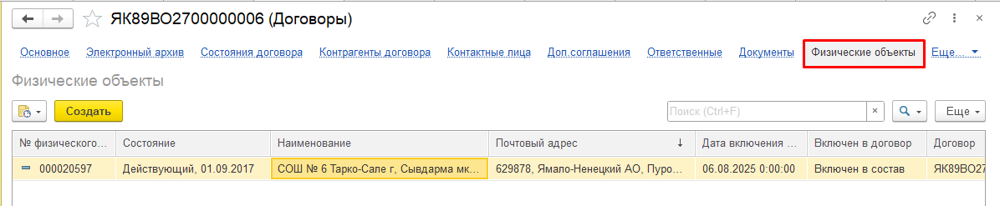 ЯК89ВО2700000006 (Договоры)
Основное Электронный архив Состояния договора Контрагенты договора Контактные лица Доп.соглашения Ответственные Документы Физические объекты Еще...
Физические объекты
Создать Поиск (Ctrl+F) × Еще
№ физического... Состояние Наименование Почтовый адрес ↓ Дата включения ... Включен в договор Договор
000020597 Действующий, 01.09.2017 СОШ № 6 Тарко-Сале г, Сывдарма мк... 629878, Ямало-Ненецкий АО, Пуро... 06.08.2025 0:00:00 Включен в состав ЯК89ВО27